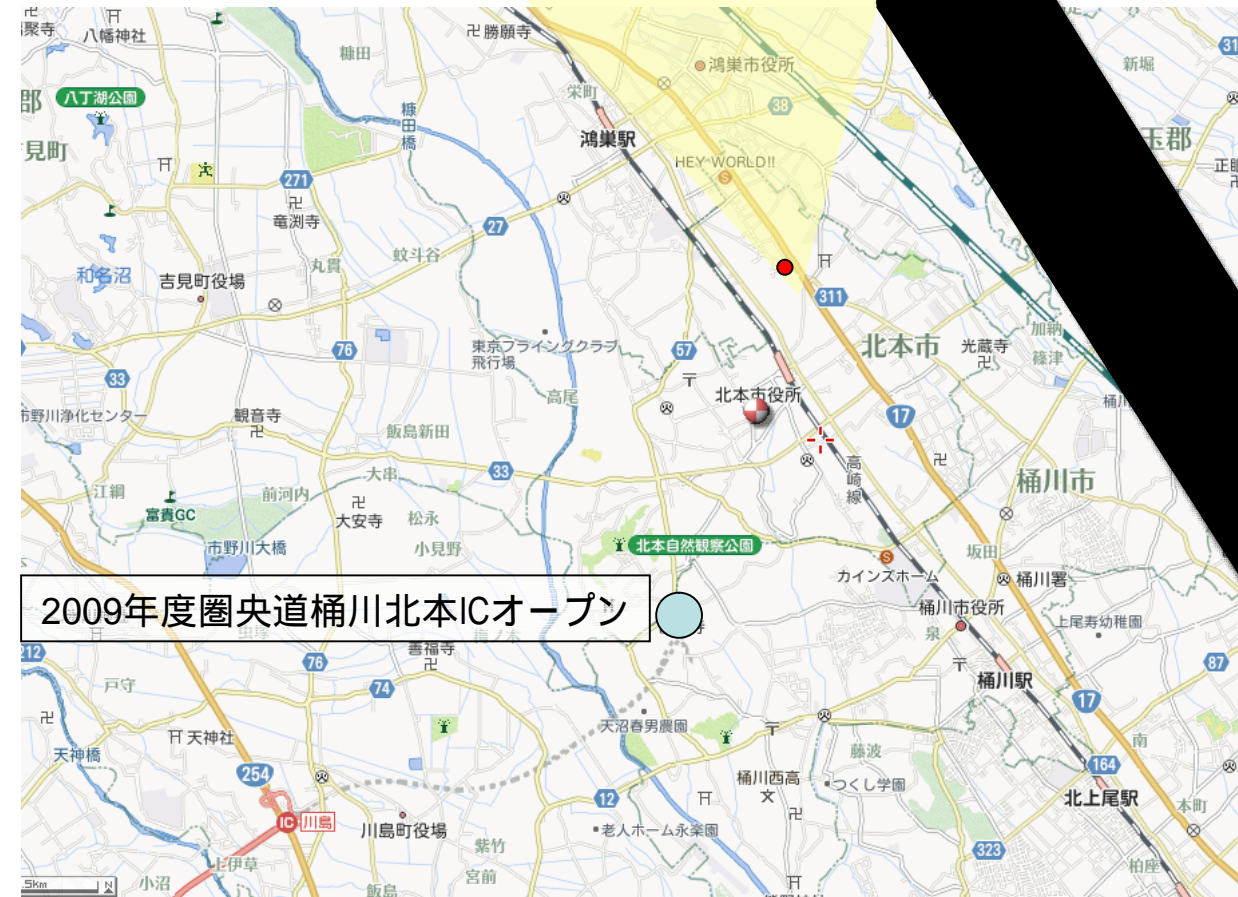 八幡神社
卍勝願寺
糠田
鴻巣市役所
31
新堀
郡
八丁湖公園
栄町
38
糠田橋
鴻巣駅
見町
HEY WORLD!!
玉郡
271
竜渕寺
27
蚊斗谷
丸貫
和名沼
吉見町役場
311
加納
北本市
光蔵寺
篠津
76
東京フライングクラブ
飛行場
57
33
高尾
北本市役所
市野川浄化センター
観音寺
飯島新田
17
高崎線
33
大串
桶川市
江綱
前河内
富貴GC
大安寺
松永
市野川大橋
小見野
北本自然観察公園
坂田
カインズホーム
桶川署
2009年度圏央道桶川北本ICオープン
桶川市役所
泉
上尾寿幼稚園
212
善福寺
76
87
戸守
74
桶川駅
17
天沼春男農園
天神社
天神橋
南
藤波
254
164
桶川西高
つくし学園
12
北上尾駅
本町
IC 川島
川島町役場
老人ホーム永楽園
紫竹
323
上伊草
柏座
小沼
飯島
宮前
.5km
N